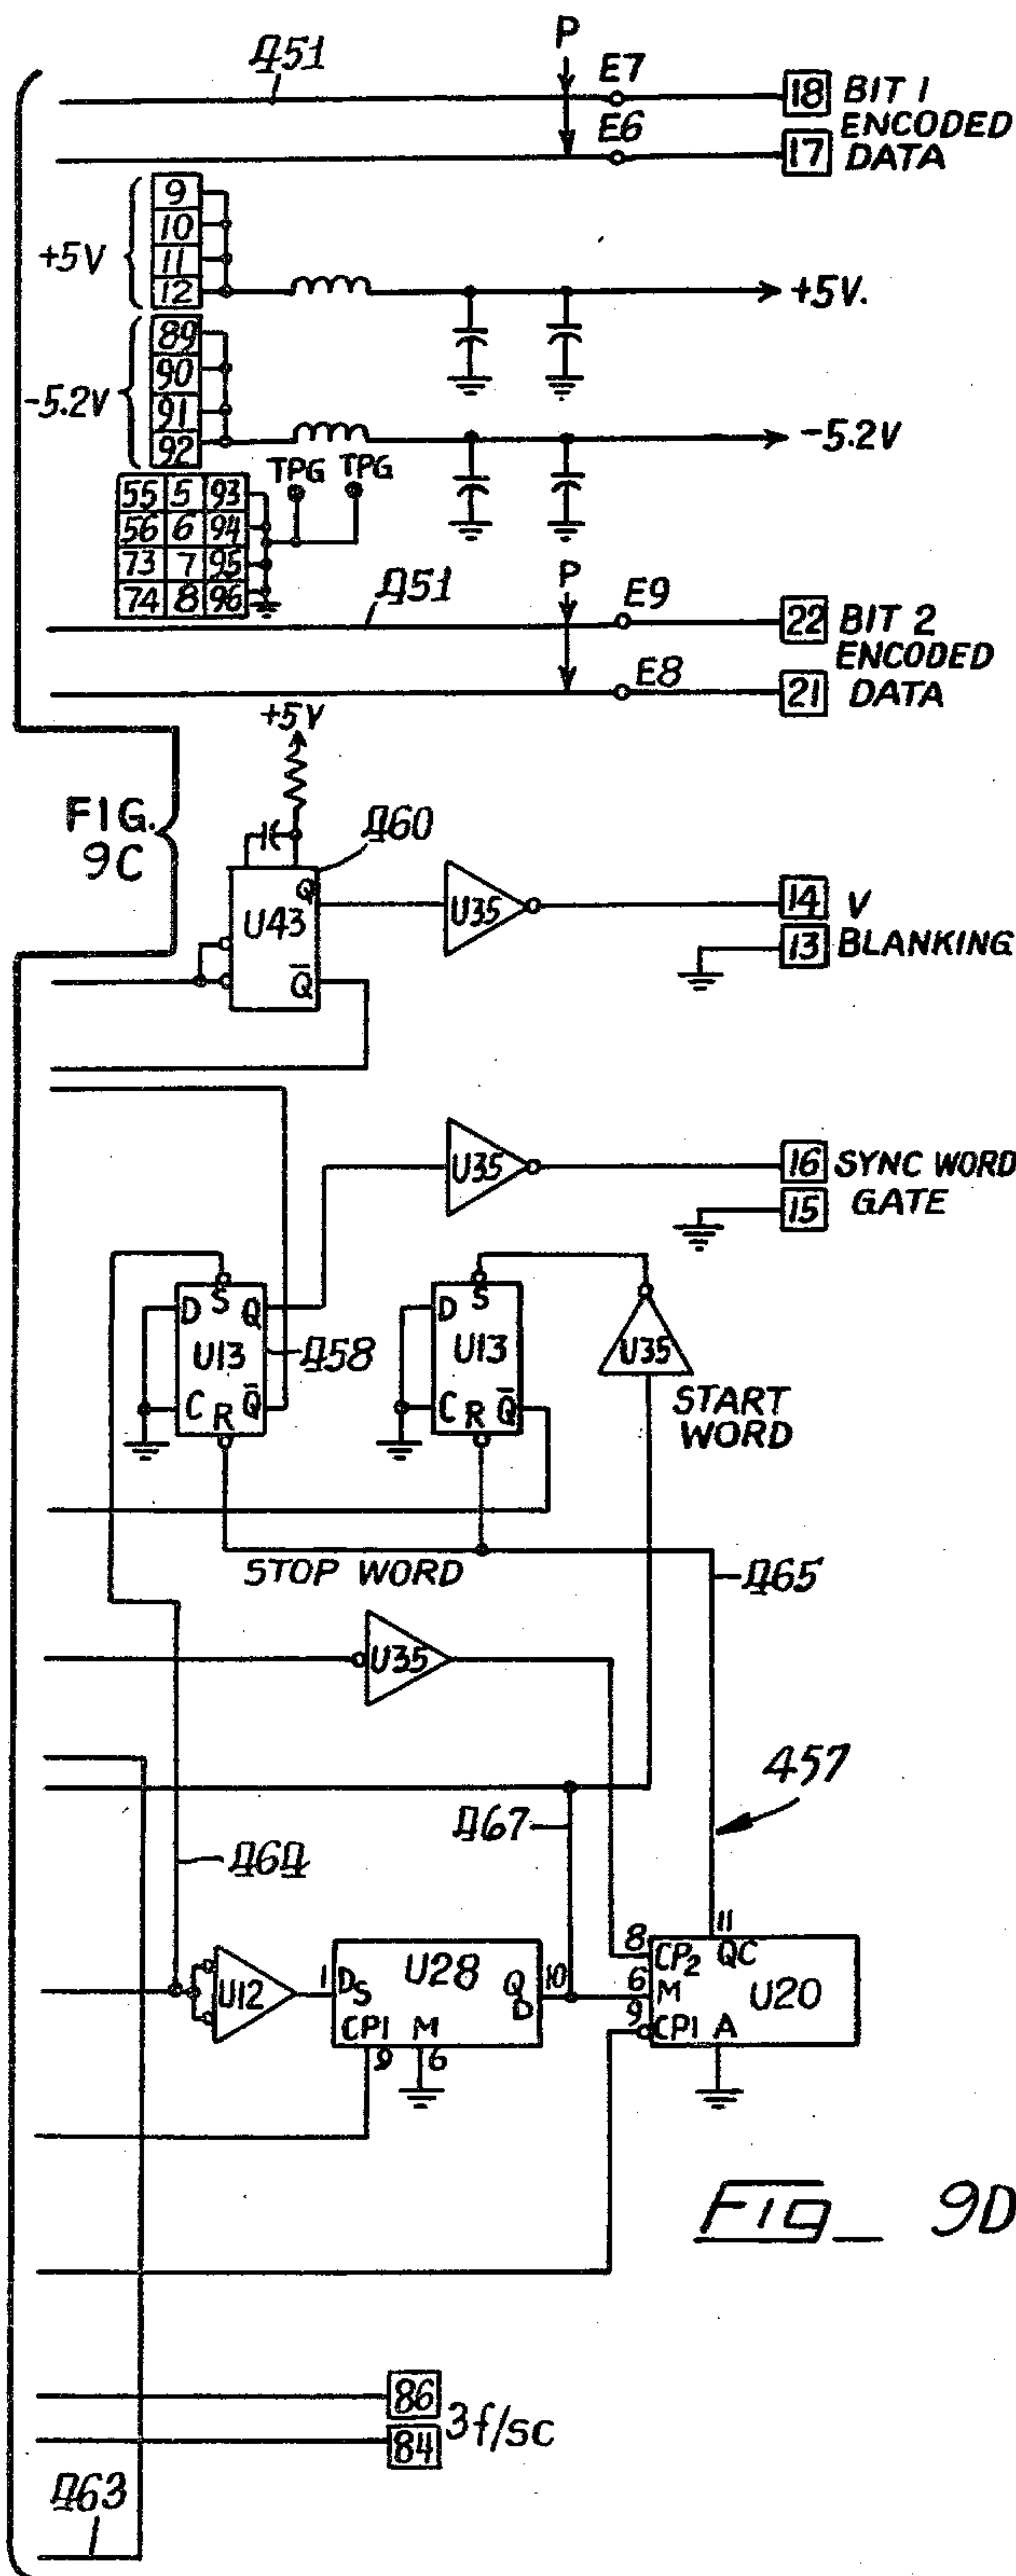 451
P
E7
18 BIT 1
ENCODED
E6
17 DATA
9
10
+5V
11
12
+5V.
89
90
-5.2V
91
92
-5.2V
TPG TPG
55 5 93
56 6 94
73 7 95
74 8 96
451
P
E9
22 BIT 2
ENCODED
E8
21 DATA
+5V
FIG.
9C
460
U43
Q
Q̅
U35
14 V
13 BLANKING
U35
16 SYNC WORD
15 GATE
D S Q
U13
458
C R Q̅
D S
U13
C R Q̅
U35
START
WORD
STOP WORD
465
U35
457
467
464
U12
1 DS U28 Q 10
D
CP1 M
9 6
11
8 CP2 QC
6 M U20
9 CP1 A
Fig_ 9D
86
3f/sc
84
463